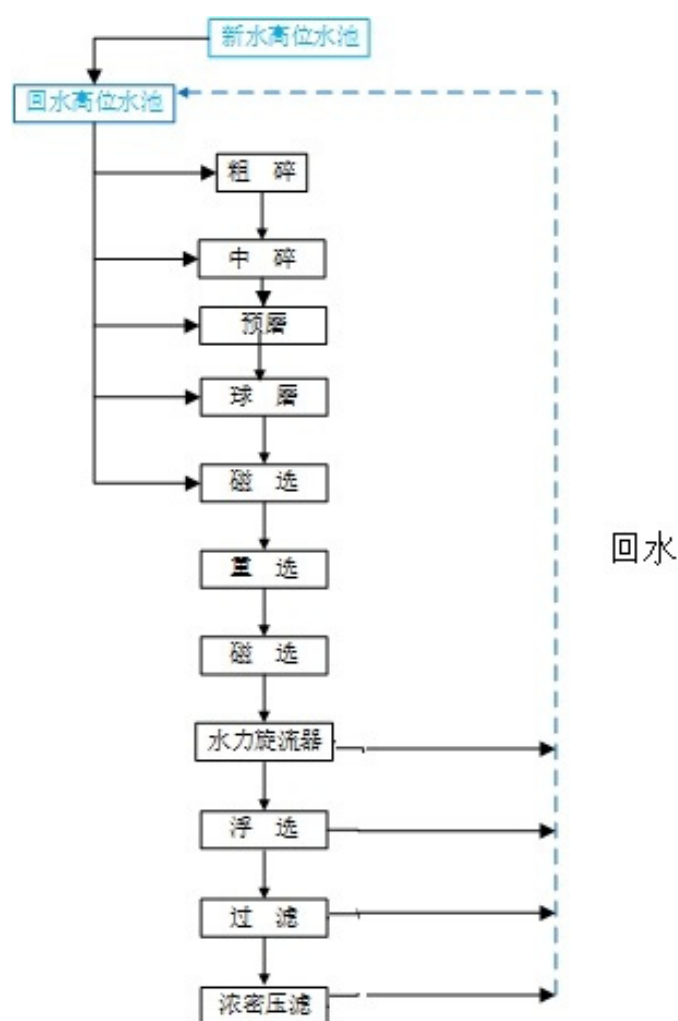 新水高位水池
回水高位水池
粗 碎
中 碎
预磨
球 磨
磁 选
重 选
回水
磁 选
水力旋流器
浮 选
过 滤
浓密压滤